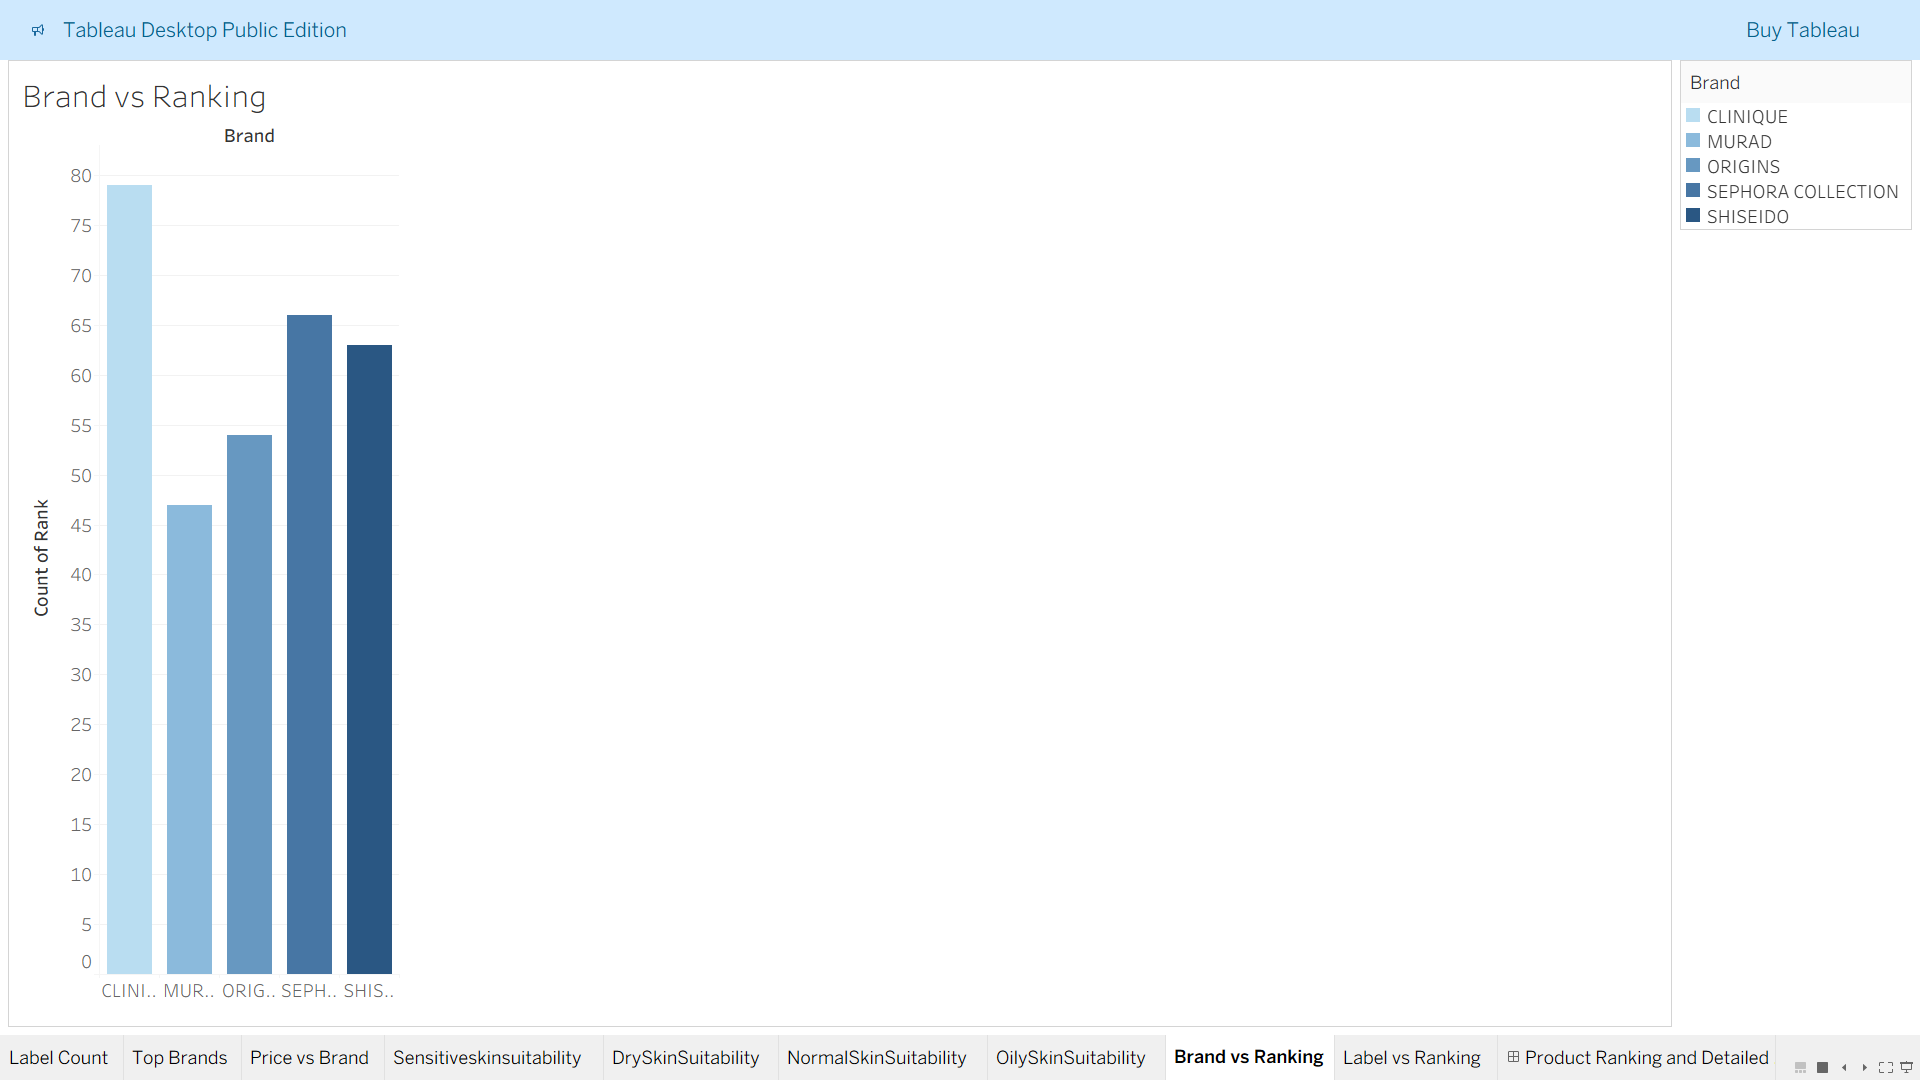 Tableau Desktop Public Edition
Buy Tableau
Brand vs Ranking
Brand
80
75
70
65
60
55
50
45
40
35
30
25
20
15
10
5
0
Count of Rank
CLINI.. MUR.. ORIG.. SEPH.. SHIS..
Brand
CLINIQUE
MURAD
ORIGINS
SEPHORA COLLECTION
SHISEIDO
Label Count Top Brands Price vs Brand Sensitiveskinsuitability DrySkinSuitability NormalSkinSuitability OilySkinSuitability Brand vs Ranking Label vs Ranking Product Ranking and Detailed